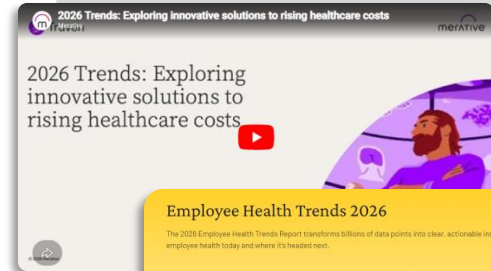 2026 Trends: Exploring innovative solutions to rising healthcare costs
Merative
merative
2026 Trends: Exploring
innovative solutions to
rising healthcare costs
Employee Health Trends 2026
The 2026 Employee Health Trends Report transforms billions of data points into clear, actionable
employee health today and where it's headed next.